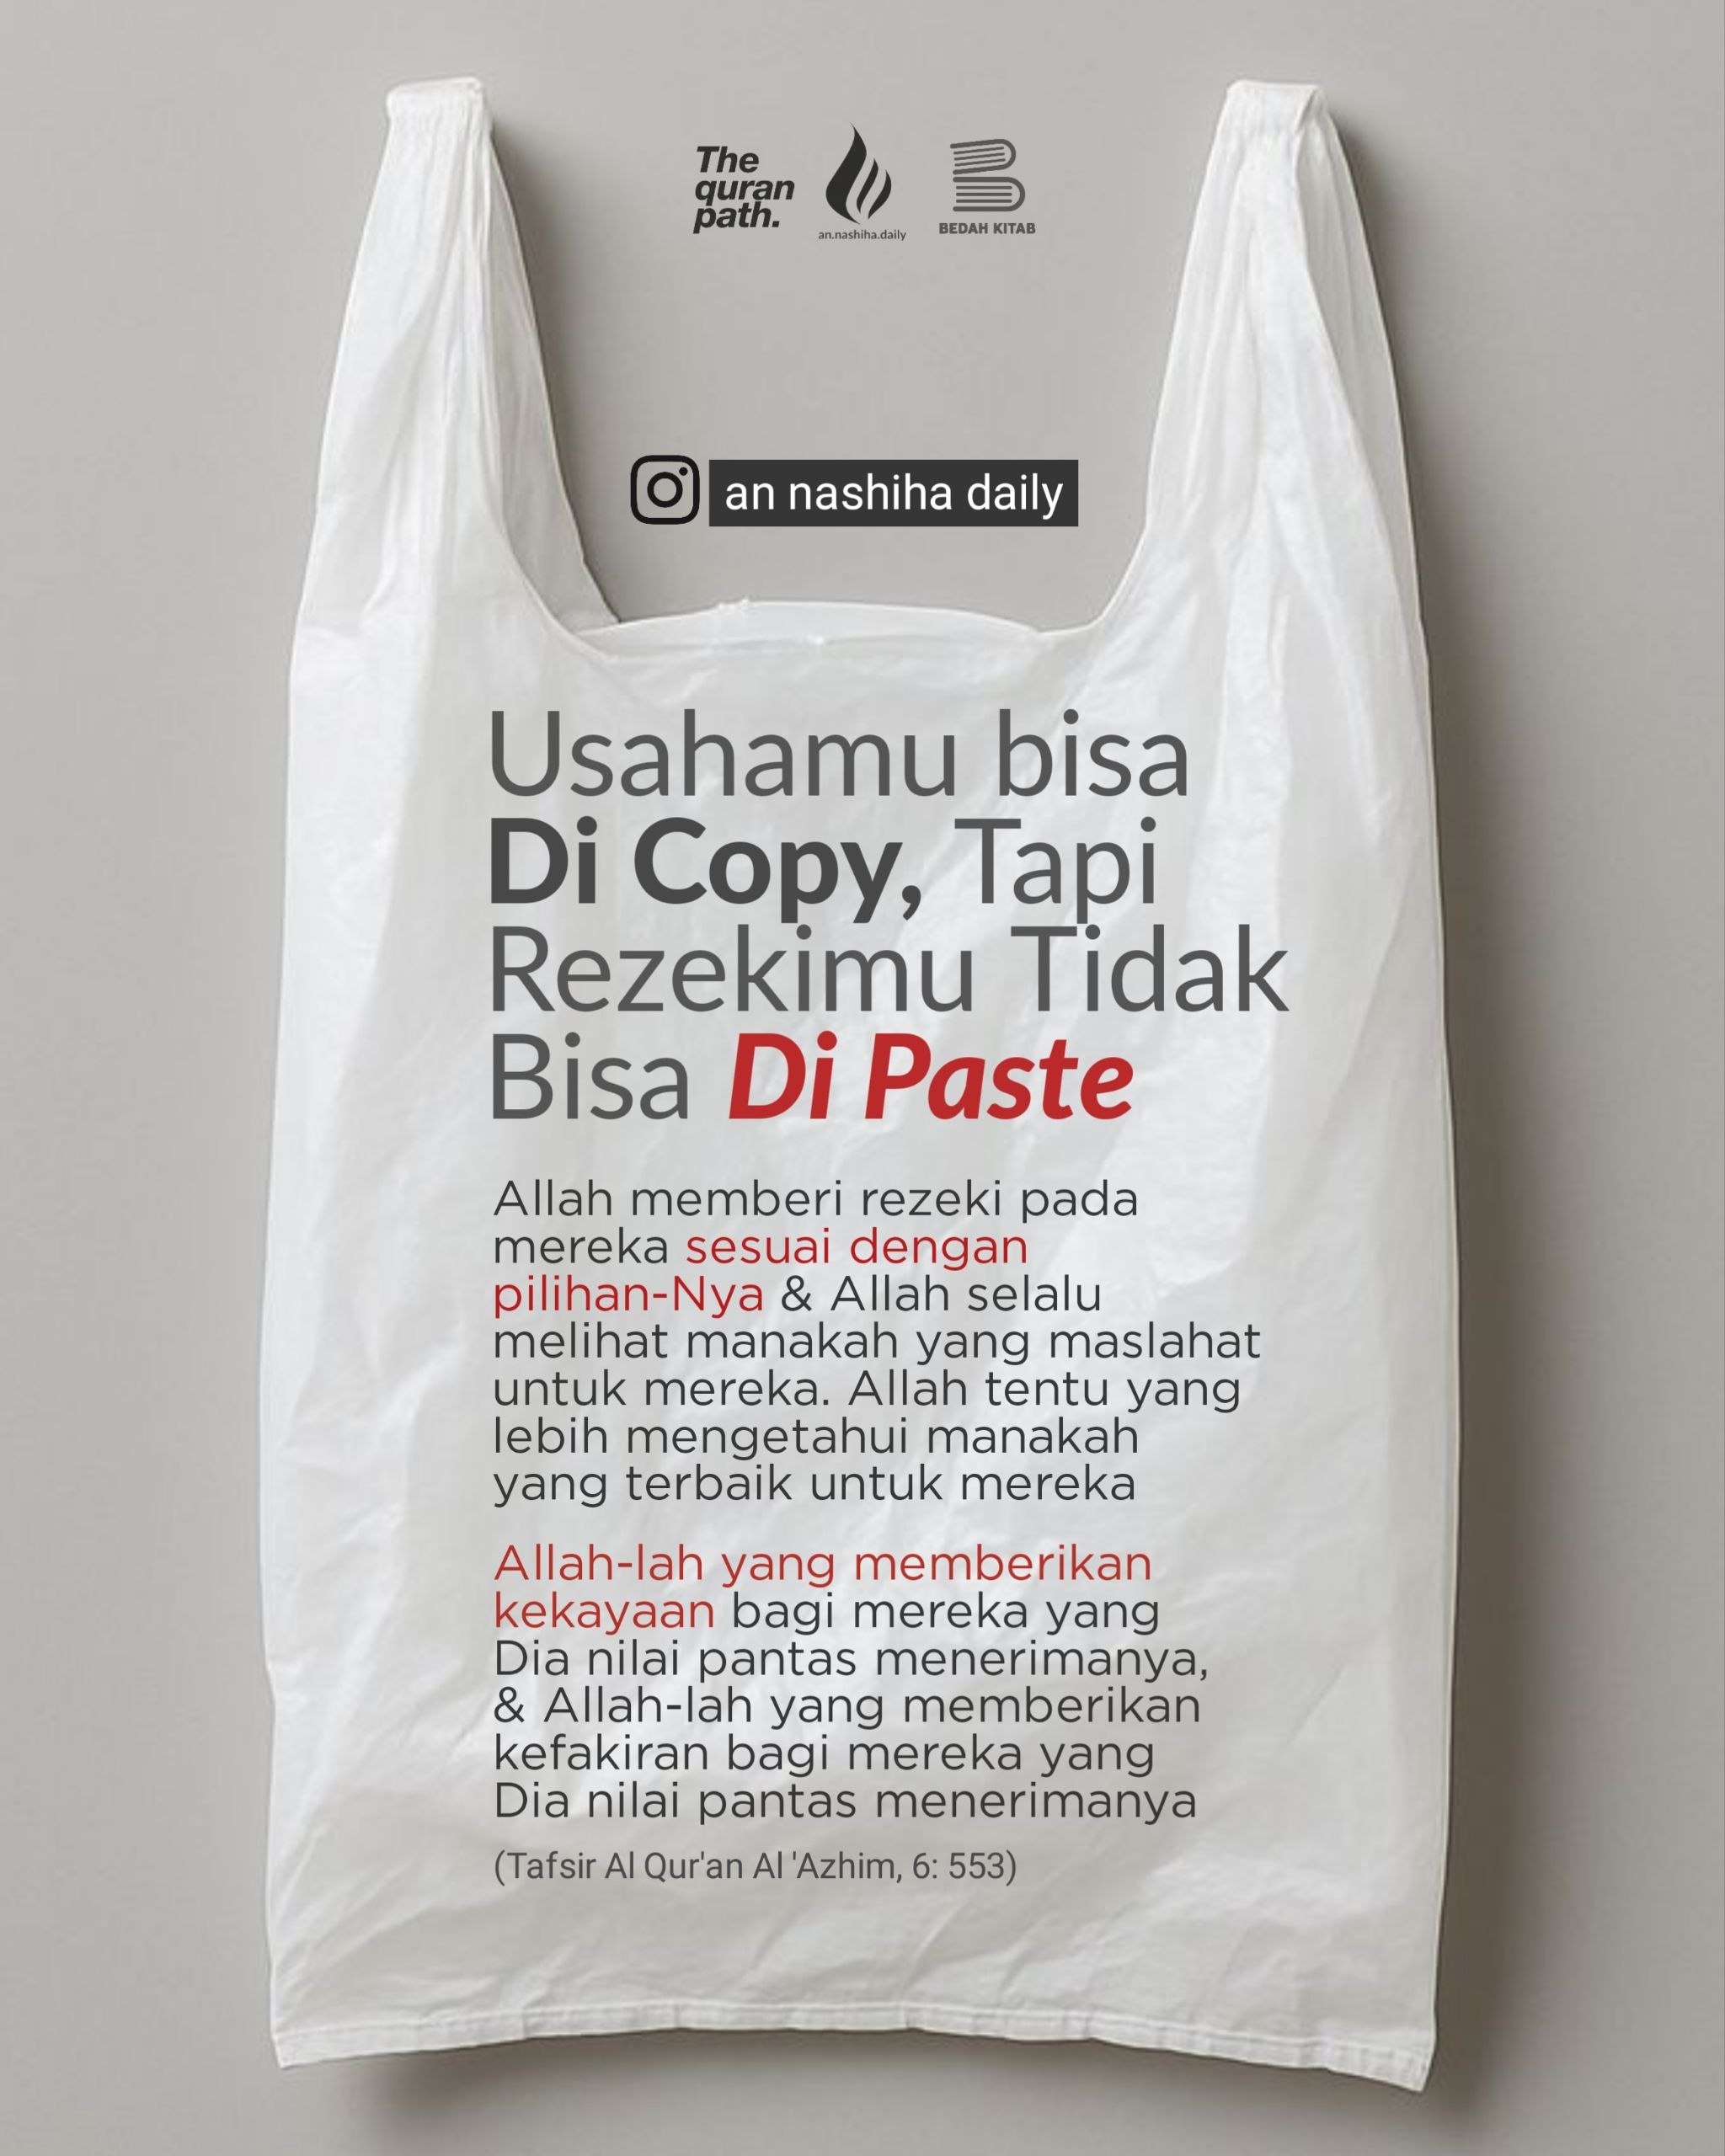 The
quran
path.
an.nashiha.daily
BEDAH KITAB
an nashiha daily
Usahamu bisa
Di Copy, Tapi
Rezekimu Tidak
Bisa Di Paste
Allah memberi rezeki pada
mereka sesuai dengan
pilihan-Nya & Allah selalu
melihat manakah yang maslahat
untuk mereka. Allah tentu yang
lebih mengetahui manakah
yang terbaik untuk mereka
Allah-lah yang memberikan
kekayaan bagi mereka yang
Dia nilai pantas menerimanya,
& Allah-lah yang memberikan
kefakiran bagi mereka yang
Dia nilai pantas menerimanya
(Tafsir Al Qur'an Al 'Azhim, 6: 553)